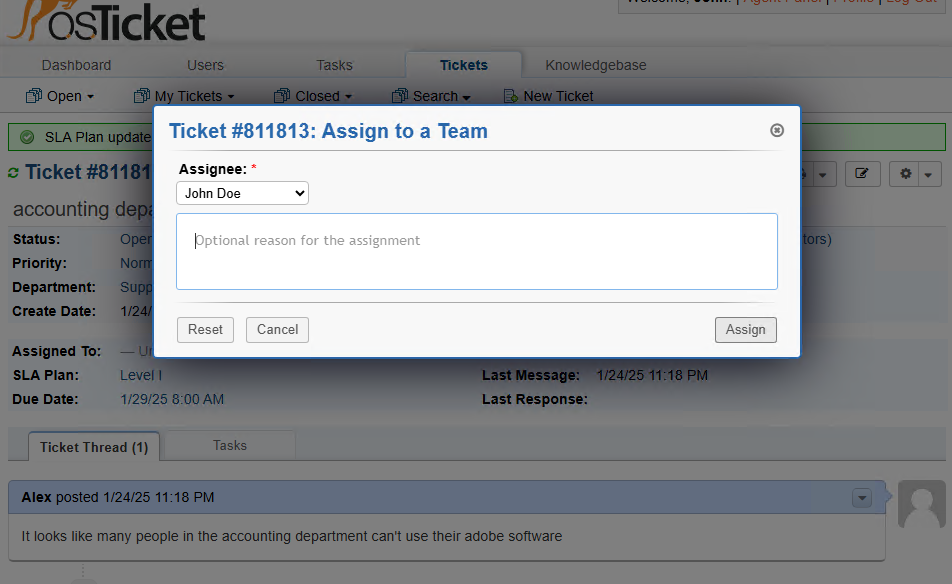 osTicket
Welcome, John. | Agent Panel | Profile | Log Out
Dashboard Users Tasks Tickets Knowledgebase
Open My Tickets Closed Search New Ticket
SLA Plan update
Ticket #81181
Ticket #811813: Assign to a Team
Assignee: *
John Doe
Optional reason for the assignment
Reset Cancel Assign
accounting depa
Status: Open
tors)
Priority: Norm
Department: Supp
Create Date: 1/24/
Assigned To: — Un
SLA Plan: Level I
Last Message: 1/24/25 11:18 PM
Due Date: 1/29/25 8:00 AM
Last Response:
Ticket Thread (1) Tasks
Alex posted 1/24/25 11:18 PM
It looks like many people in the accounting department can't use their adobe software